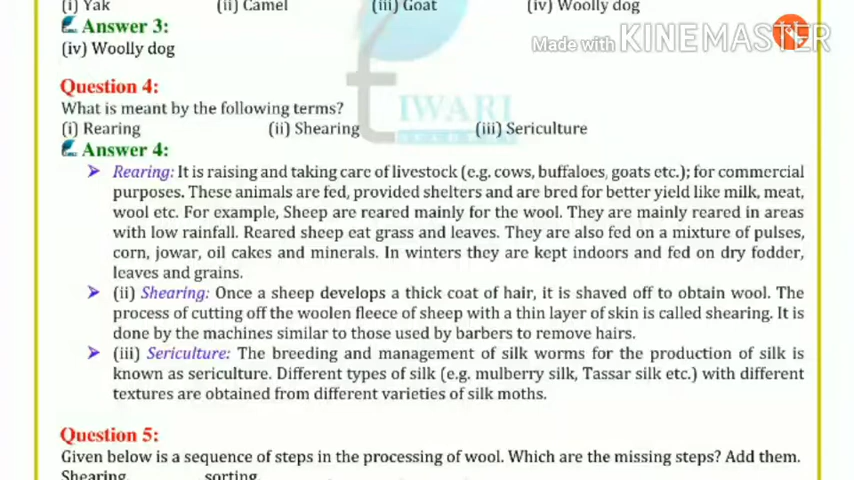 (i) Yak (ii) Camel (iii) Goat (iv) Woolly dog
Answer 3:
Made with KINEMASTER
(iv) Woolly dog
Question 4:
What is meant by the following terms?
IWARI
(i) Rearing (ii) Shearing (iii) Sericulture
Answer 4:
Rearing: It is raising and taking care of livestock (e.g. cows, buffaloes, goats etc.); for commercial
purposes. These animals are fed, provided shelters and are bred for better yield like milk, meat,
wool etc. For example, Sheep are reared mainly for the wool. They are mainly reared in areas
with low rainfall. Reared sheep eat grass and leaves. They are also fed on a mixture of pulses,
corn, jowar, oil cakes and minerals. In winters they are kept indoors and fed on dry fodder,
leaves and grains.
(ii) Shearing: Once a sheep develops a thick coat of hair, it is shaved off to obtain wool. The
process of cutting off the woolen fleece of sheep with a thin layer of skin is called shearing. It is
done by the machines similar to those used by barbers to remove hairs.
(iii) Sericulture: The breeding and management of silk worms for the production of silk is
known as sericulture. Different types of silk (e.g. mulberry silk, Tassar silk etc.) with different
textures are obtained from different varieties of silk moths.
Question 5:
Given below is a sequence of steps in the processing of wool. Which are the missing steps? Add them.
Shearing, sorting,